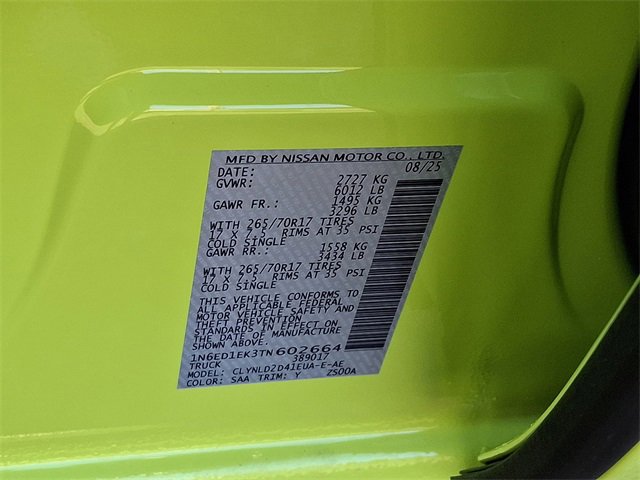 MFD BY NISSAN MOTOR CO., LTD.
DATE: 08/25
GVWR: 2727 KG
6012 LB
GAWR FR.: 1495 KG
3296 LB
WITH 265/70R17 TIRES
17 X 7.5 RIMS AT 35 PSI
COLD SINGLE
GAWR RR.: 1558 KG
3434 LB
WITH 265/70R17 TIRES
17 X 7.5 RIMS AT 35 PSI
COLD SINGLE
THIS VEHICLE CONFORMS TO
ALL APPLICABLE FEDERAL
MOTOR VEHICLE SAFETY AND
THEFT PREVENTION
STANDARDS IN EFFECT ON
THE DATE OF MANUFACTURE
SHOWN ABOVE.
1N6ED1EK3TN602664
TRUCK 389017
MODEL: CLYNLD2D41EUA-E-AE
COLOR: SAA TRIM: Y ZS00A